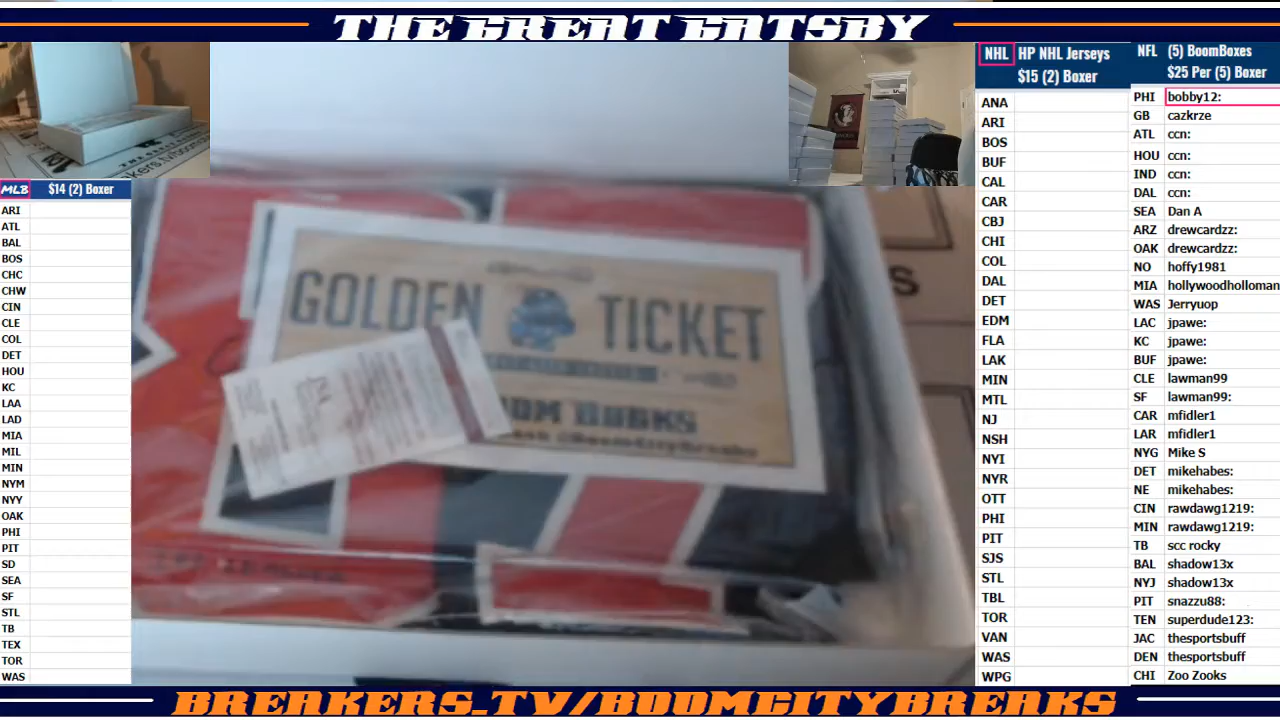 THE GREAT GATSBY
NHL HP NHL Jerseys
$15 (2) Boxer
ANA
ARI
BOS
BUF
CAL
CAR
CBJ
CHI
COL
DAL
DET
EDM
FLA
LAK
MIN
MTL
NJ
NSH
NYI
NYR
OTT
PHI
PIT
SJS
STL
TBL
TOR
VAN
WAS
WPG
NFL (5) BoomBoxes
$25 Per (5) Boxer
PHI bobby12:
GB cazkrze
ATL ccn:
HOU ccn:
IND ccn:
DAL ccn:
SEA Dan A
ARZ drewcardzz:
OAK drewcardzz:
NO hoffy1981
MIA hollywoodholloman
WAS Jerryuop
LAC jpawe:
KC jpawe:
BUF jpawe:
CLE lawman99
SF lawman99:
CAR mfidler1
LAR mfidler1
NYG Mike S
DET mikehabes:
NE mikehabes:
CIN rawdawg1219:
MIN rawdawg1219:
TB scc rocky
BAL shadow13x
NYJ shadow13x
PIT snazzu88:
TEN superdude123:
JAC thesportsbuff
DEN thesportsbuff
CHI Zoo Zooks
MLB $14 (2) Boxer
ARI
ATL
BAL
BOS
CHC
CHW
CIN
CLE
COL
DET
HOU
KC
LAA
LAD
MIA
MIL
MIN
NYM
NYY
OAK
PHI
PIT
SD
SEA
SF
STL
TB
TEX
TOR
WAS
GOLDEN TICKET
BOOM BUCKS
@BoomCityBreaks
BREAKERS.TV/BOOMCITYBREAKS